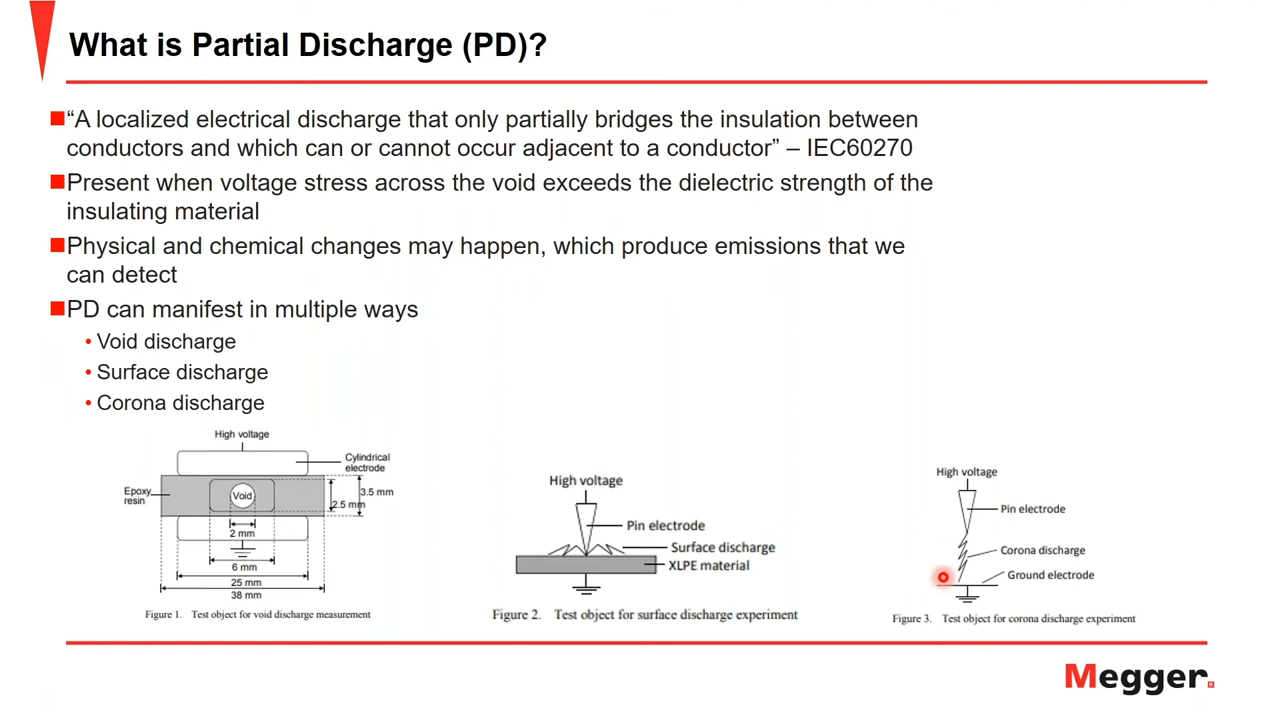 What is Partial Discharge (PD)?
“A localized electrical discharge that only partially bridges the insulation between
conductors and which can or cannot occur adjacent to a conductor” – IEC60270
Present when voltage stress across the void exceeds the dielectric strength of the
insulating material
Physical and chemical changes may happen, which produce emissions that we
can detect
PD can manifest in multiple ways
• Void discharge
• Surface discharge
• Corona discharge
High voltage
Cylindrical
electrode
Epoxy
resin
Void
3.5 mm
2.5 mm
2 mm
6 mm
25 mm
38 mm
Figure 1. Test object for void discharge measurement
High voltage
Pin electrode
Surface discharge
XLPE material
Figure 2. Test object for surface discharge experiment
High voltage
Pin electrode
Corona discharge
Ground electrode
Figure 3. Test object for corona discharge experiment
Megger.